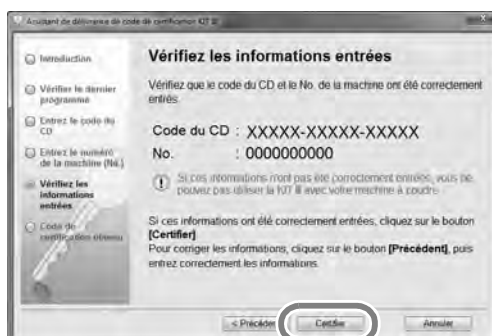 Assistant de délivrance de code de certification KIT III
Introduction
Vérifier le dernier
programme
Entrez le code du
CD
Entrez le numéro
de la machine (No.)
Vérifiez les
informations
entrées
Code de
certification obtenu
Vérifiez les informations entrées
Vérifiez que le code du CD et le No. de la machine ont été correctement
entrés.
Code du CD : XXXXX-XXXXX-XXXXX
No. : 0000000000
Si ces informations n'ont pas été correctement entrées, vous ne
pouvez pas utiliser la KIT III avec votre machine à coudre.
Si ces informations ont été correctement entrées, cliquez sur le bouton
[Certifier]
Pour corriger les informations, cliquez sur le bouton [Précédent], puis
entrez correctement les informations.
< Précéder
Certifier
Annuler